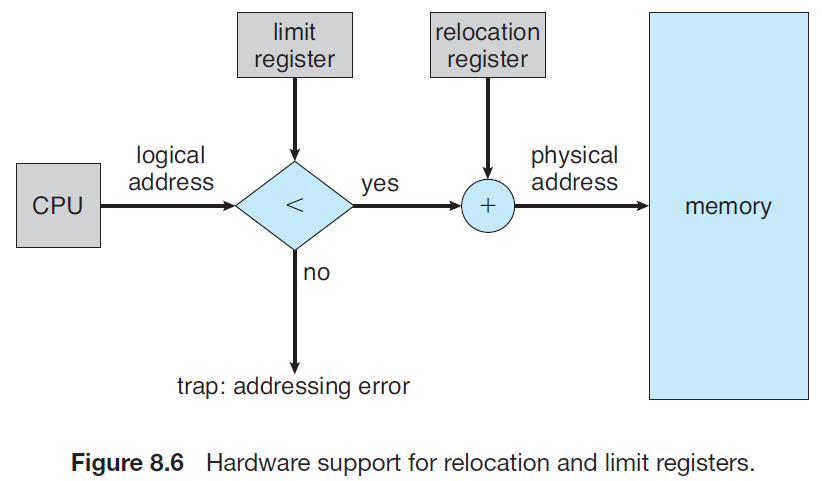 limit
register
relocation
register
CPU
logical
address
<
yes
+
physical
address
memory
no
trap: addressing error
Figure 8.6 Hardware support for relocation and limit registers.